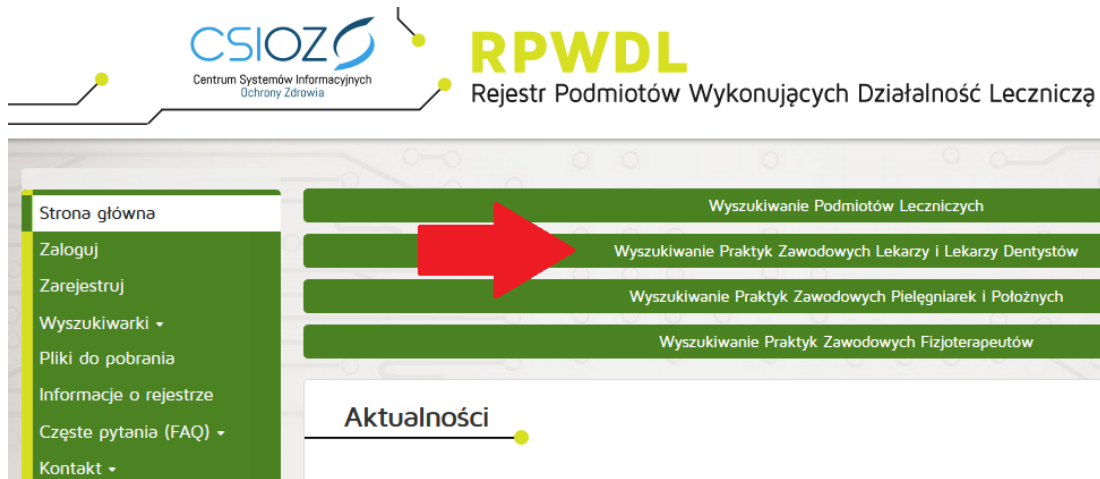 CSIOZ
Centrum Systemów Informacyjnych
Ochrony Zdrowia
RPWDL
Rejestr Podmiotów Wykonujących Działalność Leczniczą
Strona główna
Zaloguj
Zarejestruj
Wyszukiwarki
Pliki do pobrania
Informacje o rejestrze
Częste pytania (FAQ)
Kontakt
Wyszukiwanie Podmiotów Leczniczych
Wyszukiwanie Praktyk Zawodowych Lekarzy i Lekarzy Dentystów
Wyszukiwanie Praktyk Zawodowych Pielęgniarek i Położnych
Wyszukiwanie Praktyk Zawodowych Fizjoterapeutów
Aktualności